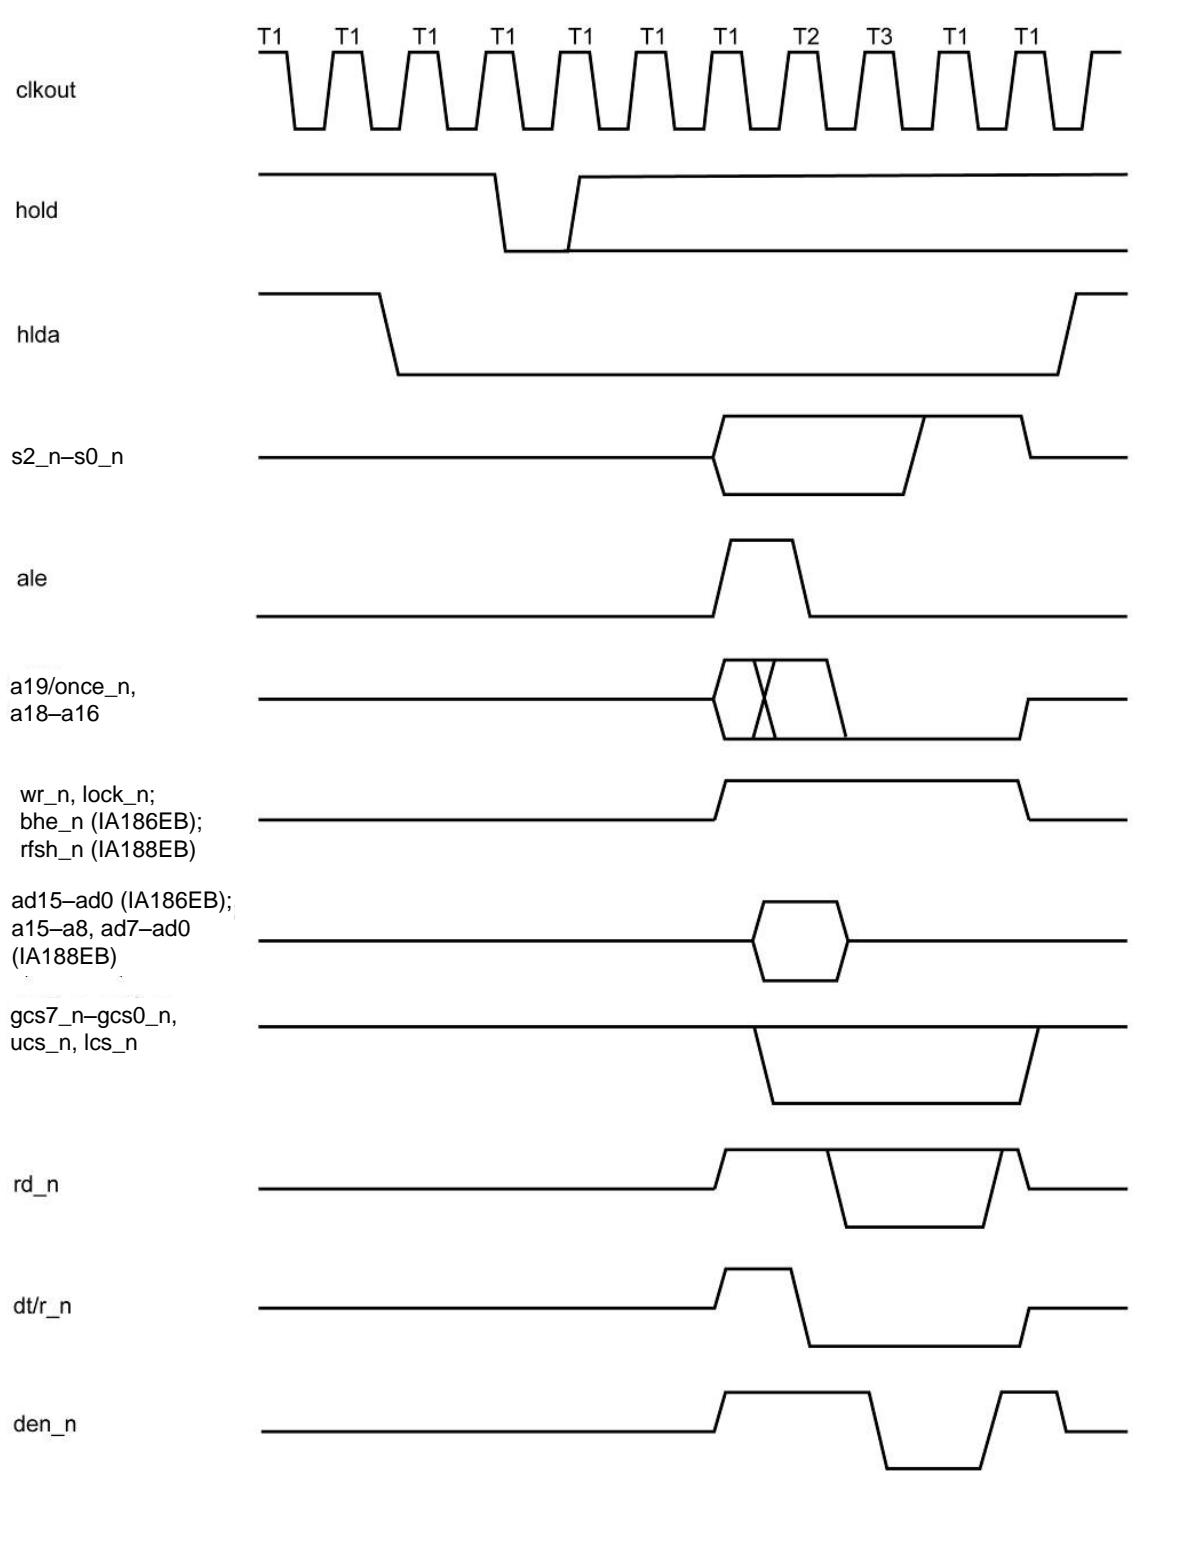 T1 T1 T1 T1 T1 T1 T1 T2 T3 T1 T1
clkout
hold
hlda
s2_n–s0_n
ale
a19/once_n,
a18–a16
wr_n, lock_n;
bhe_n (IA186EB);
rfsh_n (IA188EB)
ad15–ad0 (IA186EB);
a15–a8, ad7–ad0
(IA188EB)
gcs7_n–gcs0_n,
ucs_n, lcs_n
rd_n
dt/r_n
den_n